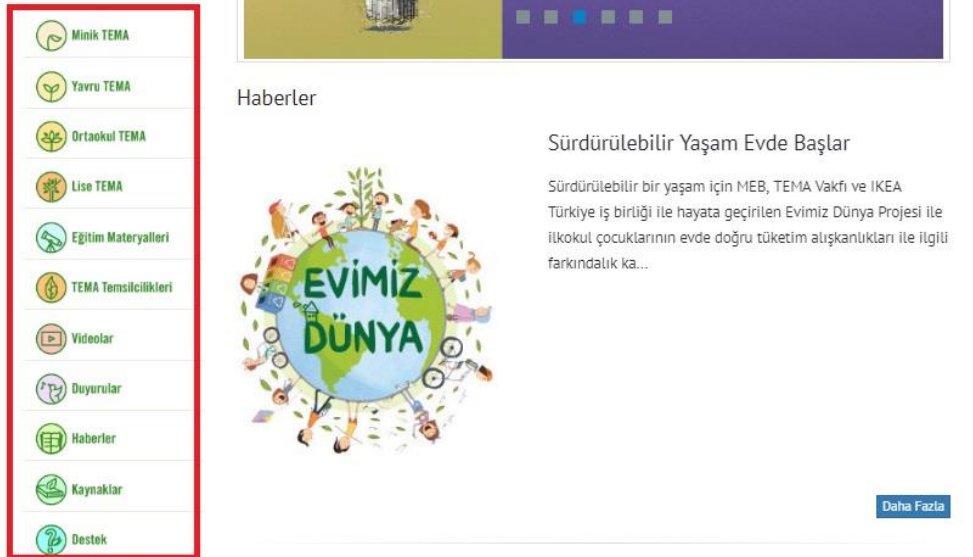 Minik TEMA
Yavru TEMA
Ortaokul TEMA
Lise TEMA
Eğitim Materyalleri
TEMA Temsilcilikleri
Videolar
Duyurular
Haberler
Kaynaklar
Destek
Haberler
EVİMİZ
DÜNYA
Sürdürülebilir Yaşam Evde Başlar
Sürdürülebilir bir yaşam için MEB, TEMA Vakfı ve IKEA
Türkiye iş birliği ile hayata geçirilen Evimiz Dünya Projesi ile
ilkokul çocuklarının evde doğru tüketim alışkanlıkları ile ilgili
farkındalık ka...
Daha Fazla